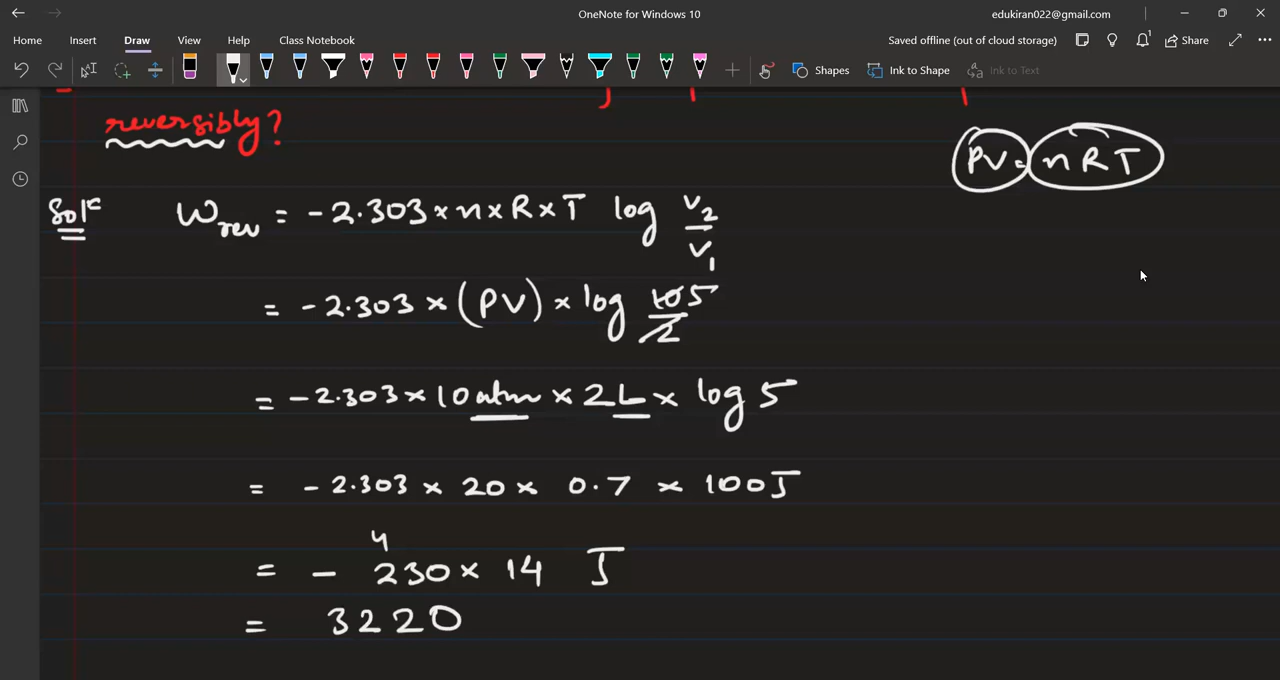 OneNote for Windows 10
edukiran022@gmail.com
Home Insert Draw View Help Class Notebook
Saved offline (out of cloud storage)
Share
Shapes
Ink to Shape
Ink to Text
reversibly?
PV = nRT
Solⁿ Wrev = -2.303 × n × R × T log V2/V1
= -2.303 × (PV) × log 10 5/2
= -2.303 × 10 atm × 2 L × log 5
= -2.303 × 20 × 0.7 × 100 J
4
= - 230 × 14 J
= 3220